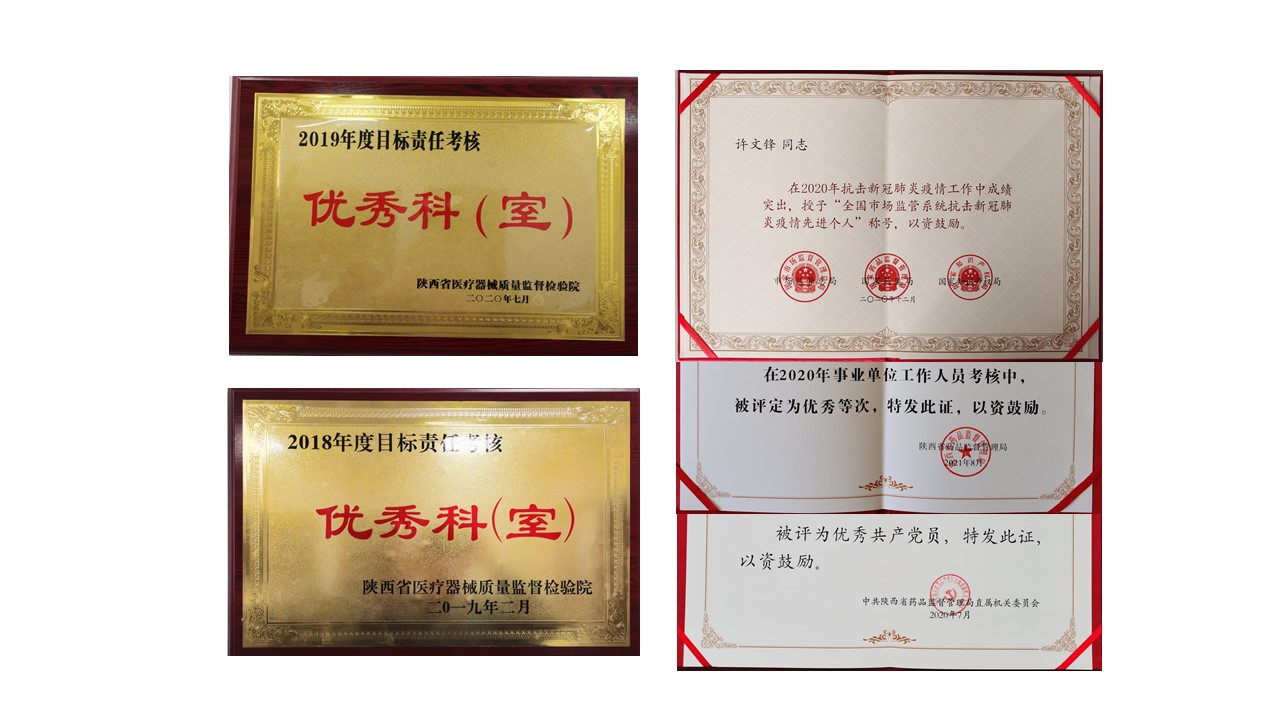 2019年度目标责任考核
优秀科(室)
陕西省医疗器械质量监督检验院
二〇二〇年七月
2018年度目标责任考核
优秀科(室)
陕西省医疗器械质量监督检验院
二0一九年二月
许文锋 同志
在2020年抗击新冠肺炎疫情工作中成绩
突出，授予“全国市场监管系统抗击新冠肺
炎疫情先进个人”称号，以资鼓励。
二〇二〇年十二月
在2020年事业单位工作人员考核中，
被评定为优秀等次，特发此证，以资鼓励。
陕西省药品监督管理局
2021年8月
被评为优秀共产党员，特发此证，
以资鼓励。
中共陕西省药品监督管理局直属机关委员会
2020年7月